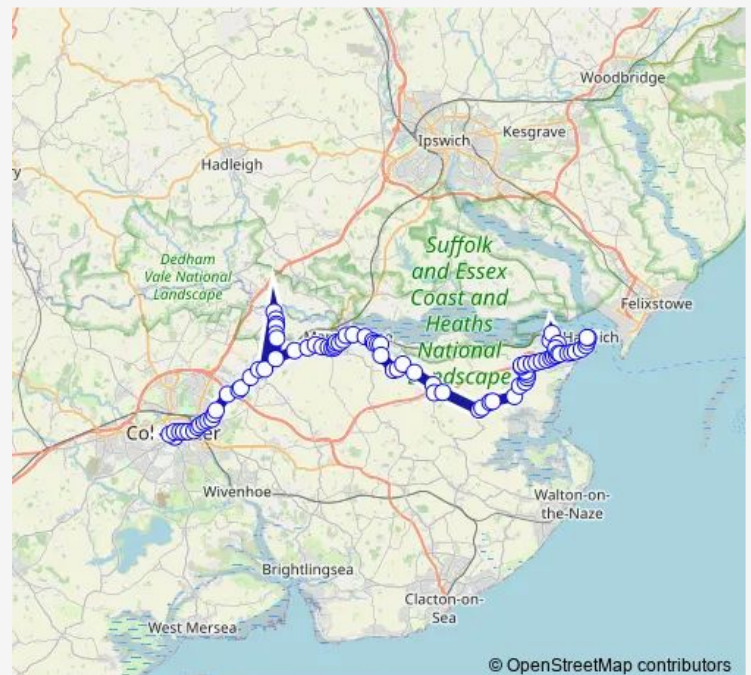 Woodbridge
Kesgrave
Ipswich
Hadleigh
ry
Suffolk
and Essex
Coast and
Heaths
National
Dedham
Vale National
Landscape
Felixstowe
Wivenhoe
Walton-on-
the-Naze
Brightlingsea
Clacton-on-
Sea
West Mersea
© OpenStreetMap contributors